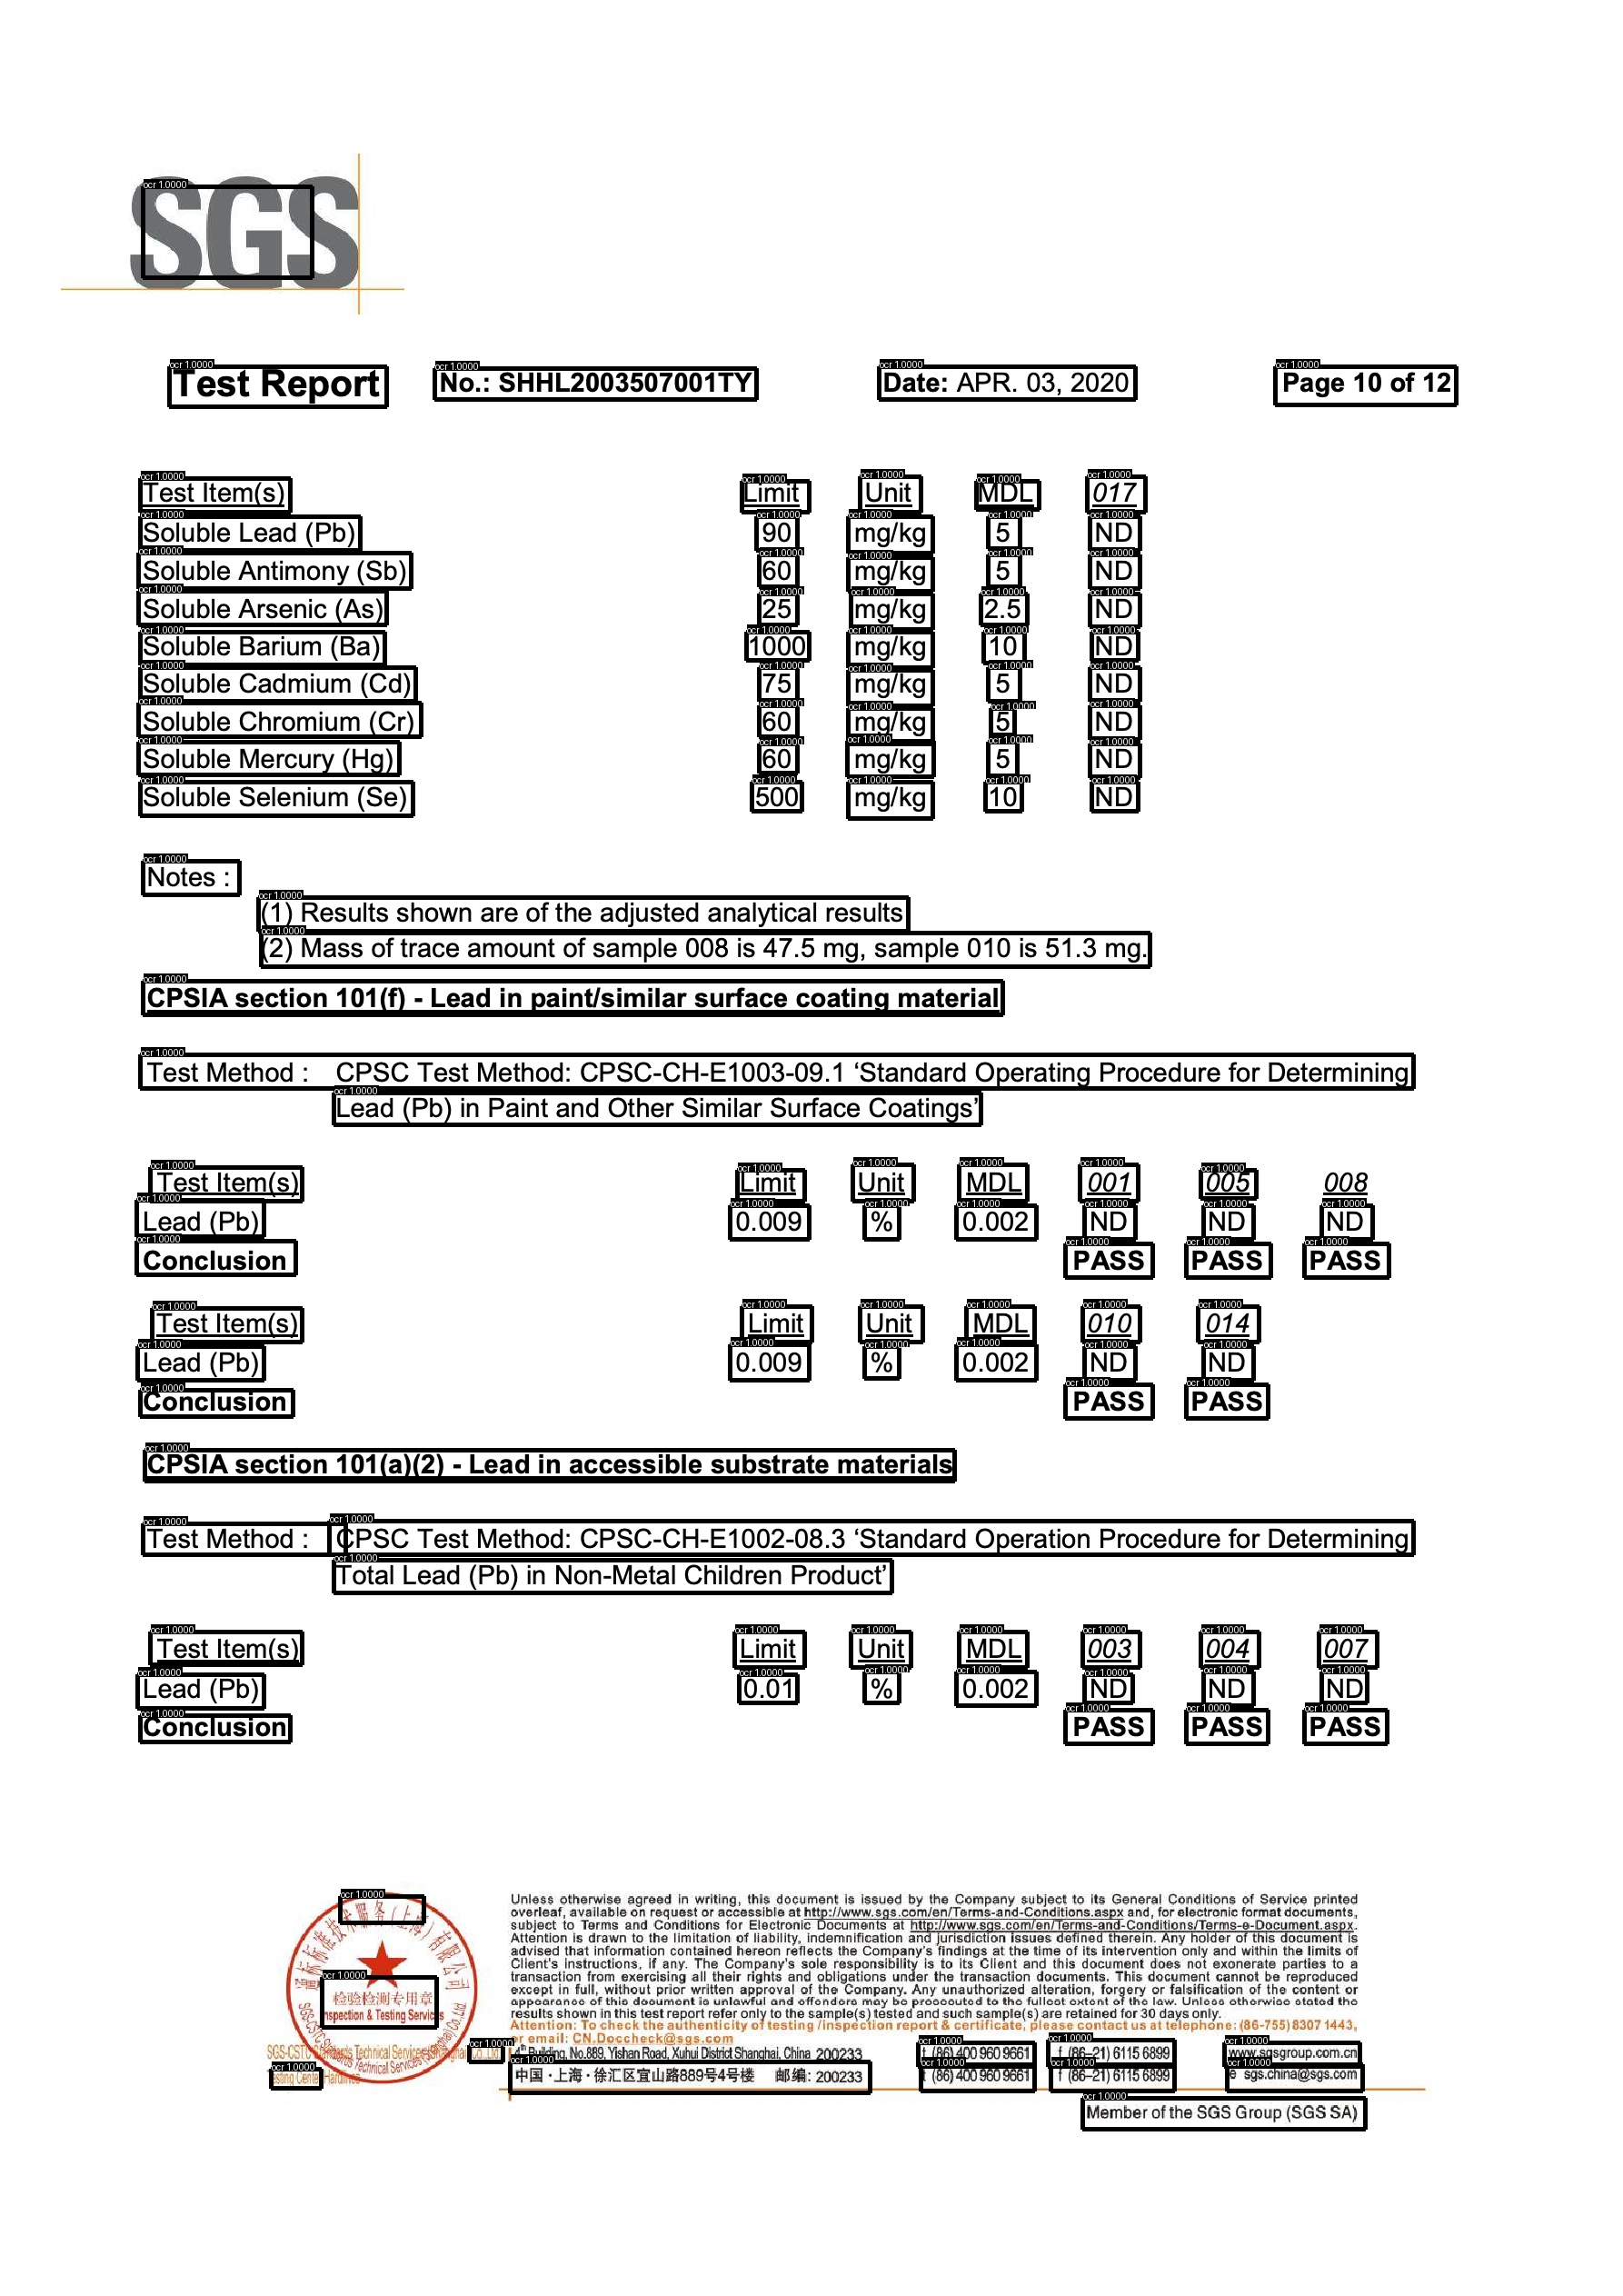 SGS
Test Report No.: SHHL2003507001TY Date: APR. 03, 2020 Page 10 of 12
Test Item(s) Limit Unit MDL 017
Soluble Lead (Pb) 90 mg/kg 5 ND
Soluble Antimony (Sb) 60 mg/kg 5 ND
Soluble Arsenic (As) 25 mg/kg 2.5 ND
Soluble Barium (Ba) 1000 mg/kg 10 ND
Soluble Cadmium (Cd) 75 mg/kg 5 ND
Soluble Chromium (Cr) 60 mg/kg 5 ND
Soluble Mercury (Hg) 60 mg/kg 5 ND
Soluble Selenium (Se) 500 mg/kg 10 ND
Notes :
(1) Results shown are of the adjusted analytical results
(2) Mass of trace amount of sample 008 is 47.5 mg, sample 010 is 51.3 mg.
CPSIA section 101(f) - Lead in paint/similar surface coating material
Test Method : CPSC Test Method: CPSC-CH-E1003-09.1 ‘Standard Operating Procedure for Determining
Lead (Pb) in Paint and Other Similar Surface Coatings’
Test Item(s) Limit Unit MDL 001 005 008
Lead (Pb) 0.009 % 0.002 ND ND ND
Conclusion PASS PASS PASS
Test Item(s) Limit Unit MDL 010 014
Lead (Pb) 0.009 % 0.002 ND ND
Conclusion PASS PASS
CPSIA section 101(a)(2) - Lead in accessible substrate materials
Test Method : CPSC Test Method: CPSC-CH-E1002-08.3 ‘Standard Operation Procedure for Determining
Total Lead (Pb) in Non-Metal Children Product’
Test Item(s) Limit Unit MDL 003 004 007
Lead (Pb) 0.01 % 0.002 ND ND ND
Conclusion PASS PASS PASS
Unless otherwise agreed in writing, this document is issued by the Company subject to its General Conditions of Service printed
overleaf, available on request or accessible at http://www.sgs.com/en/Terms-and-Conditions.aspx and, for electronic format documents,
subject to Terms and Conditions for Electronic Documents at http://www.sgs.com/en/Terms-and-Conditions/Terms-e-Document.aspx.
Attention is drawn to the limitation of liability, indemnification and jurisdiction issues defined therein. Any holder of this document is
advised that information contained hereon reflects the Company's findings at the time of its intervention only and within the limits of
Client's instructions, if any. The Company's sole responsibility is to its Client and this document does not exonerate parties to a
transaction from exercising all their rights and obligations under the transaction documents. This document cannot be reproduced
except in full, without prior written approval of the Company. Any unauthorized alteration, forgery or falsification of the content or
appearance of this document is unlawful and offenders may be prosecuted to the fullest extent of the law. Unless otherwise stated the
results shown in this test report refer only to the sample(s) tested and such sample(s) are retained for 30 days only.
Attention: To check the authenticity of testing /inspection report & certificate, please contact us at telephone: (86-755) 8307 1443,
or email: CN.Doccheck@sgs.com
检验检测专用章
Inspection & Testing Services
4th Building, No.889, Yishan Road, Xuhui District Shanghai, China 200233 t (86) 400 960 9661 f (86–21) 6115 6899 www.sgsgroup.com.cn
中国·上海·徐汇区宜山路889号4号楼 邮编: 200233 t (86) 400 960 9661 f (86–21) 6115 6899 e sgs.china@sgs.com
Member of the SGS Group (SGS SA)